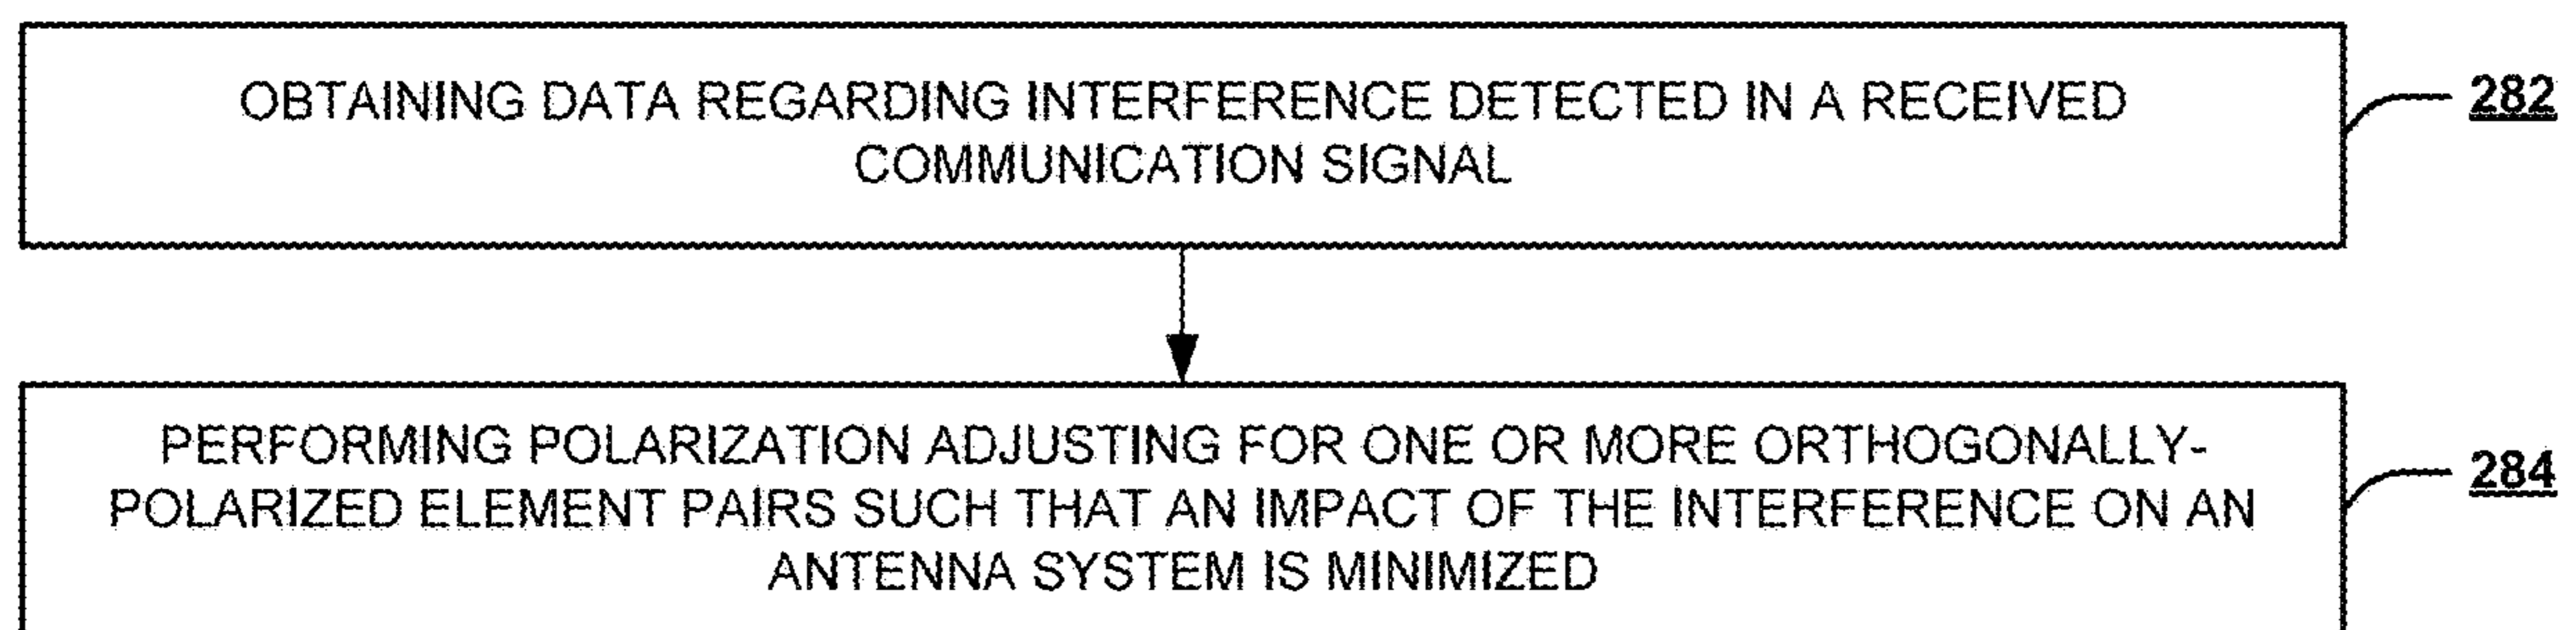 OBTAINING DATA REGARDING INTERFERENCE DETECTED IN A RECEIVED
COMMUNICATION SIGNAL
282
PERFORMING POLARIZATION ADJUSTING FOR ONE OR MORE ORTHOGONALLY-
POLARIZED ELEMENT PAIRS SUCH THAT AN IMPACT OF THE INTERFERENCE ON AN
ANTENNA SYSTEM IS MINIMIZED
284